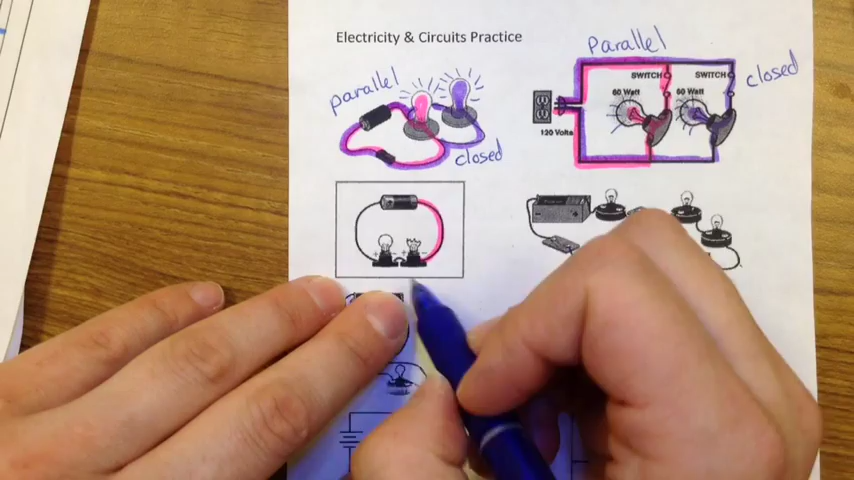 Electricity & Circuits Practice
parallel
closed
Parallel
closed
SWITCH
SWITCH
60 Watt
60 Watt
120 Volts